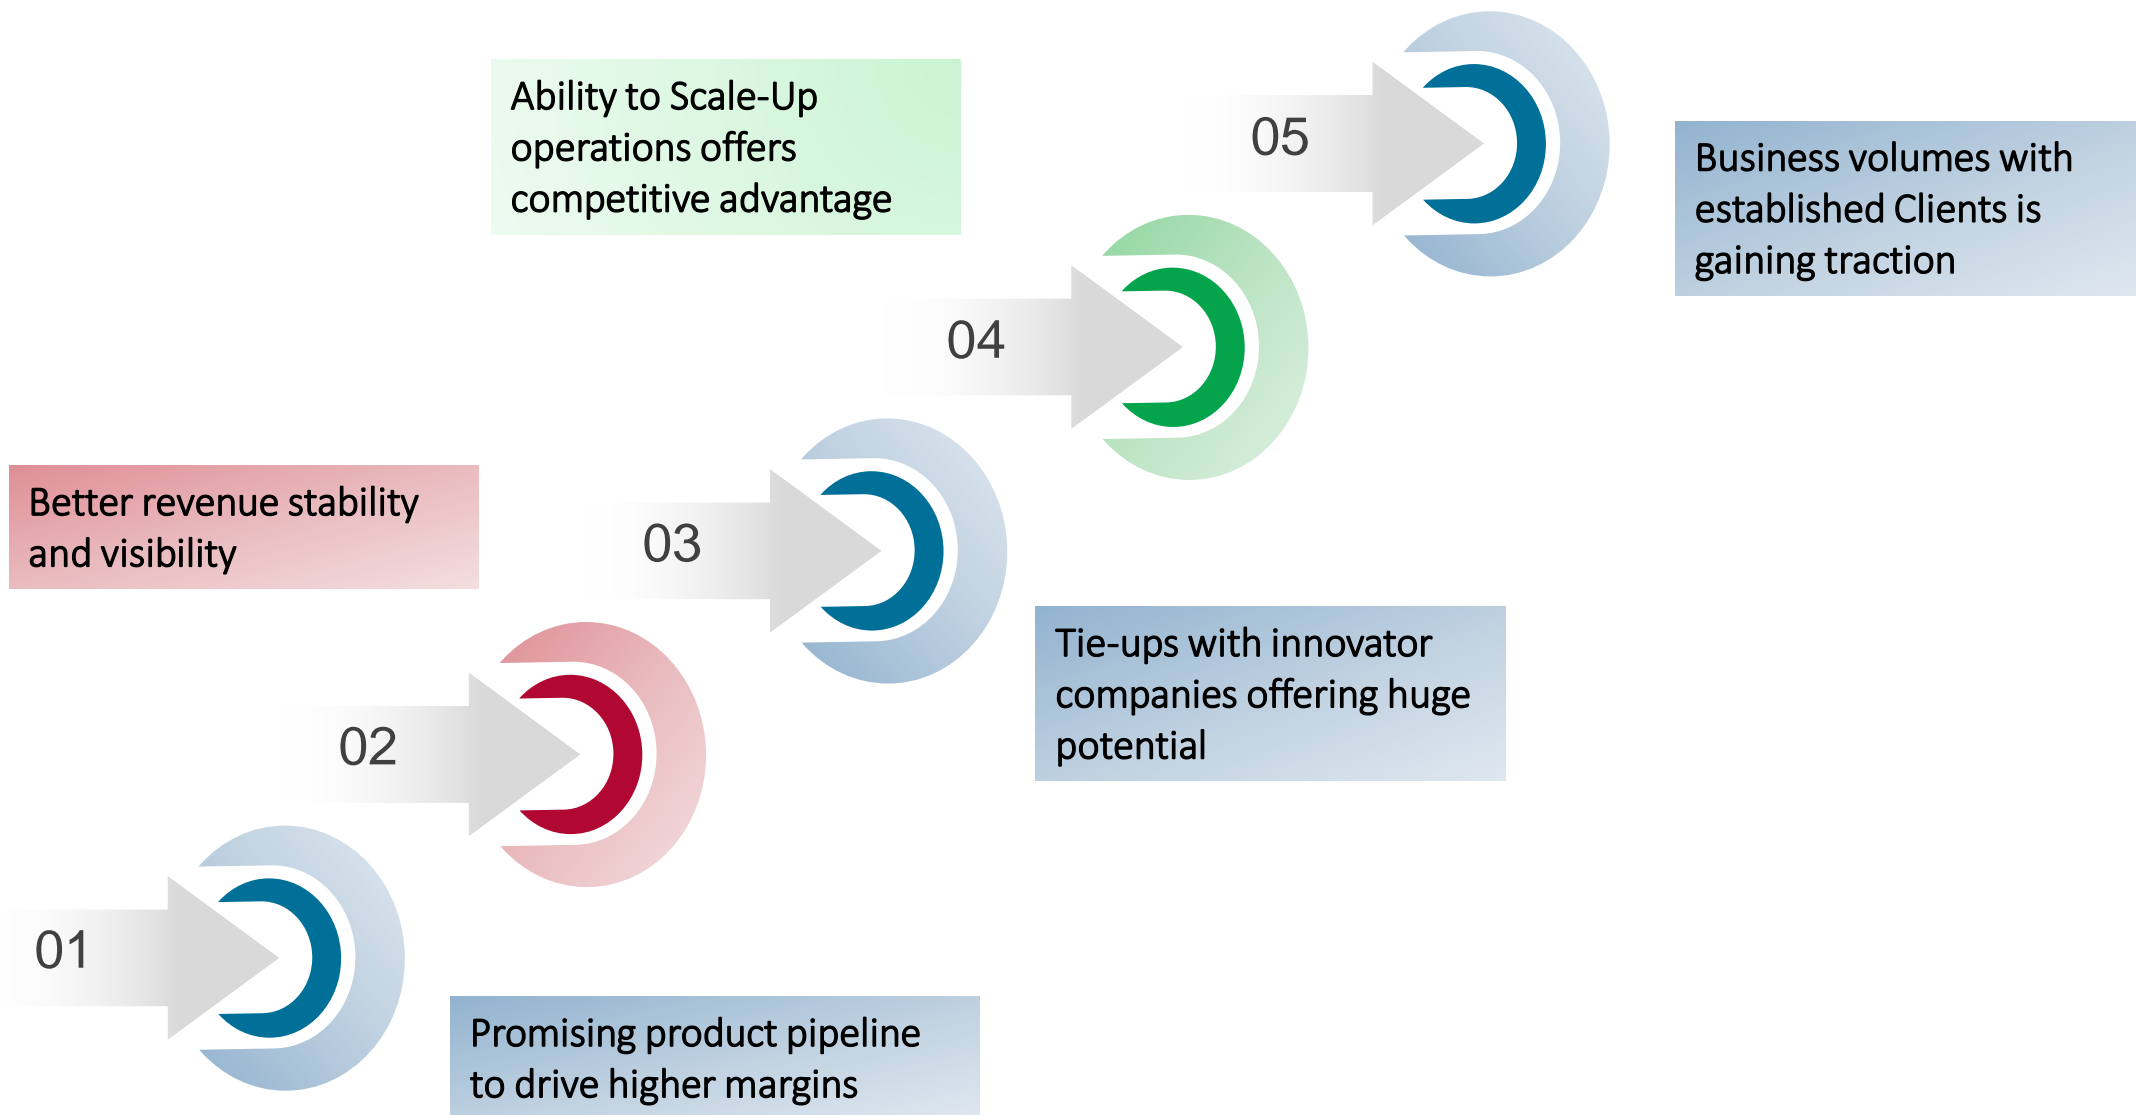 Ability to Scale-Up
operations offers
competitive advantage
05
Business volumes with
established Clients is
gaining traction
04
Better revenue stability
and visibility
03
Tie-ups with innovator
companies offering huge
potential
02
01
Promising product pipeline
to drive higher margins